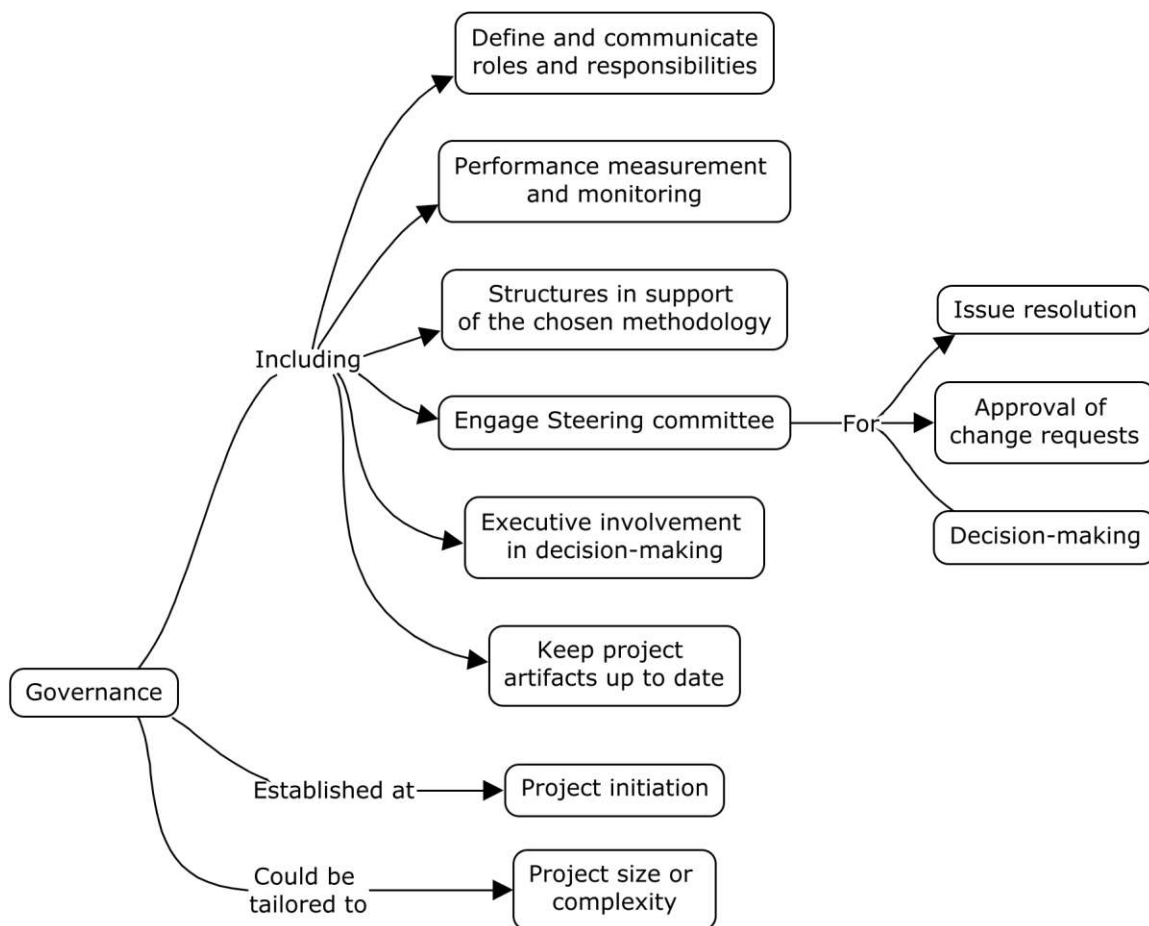 Define and communicate
roles and responsibilities
Performance measurement
and monitoring
Structures in support
of the chosen methodology
Issue resolution
Including
Engage Steering committee
For
Approval of
change requests
Executive involvement
in decision-making
Decision-making
Keep project
artifacts up to date
Governance
Established at
Project initiation
Could be
tailored to
Project size or
complexity